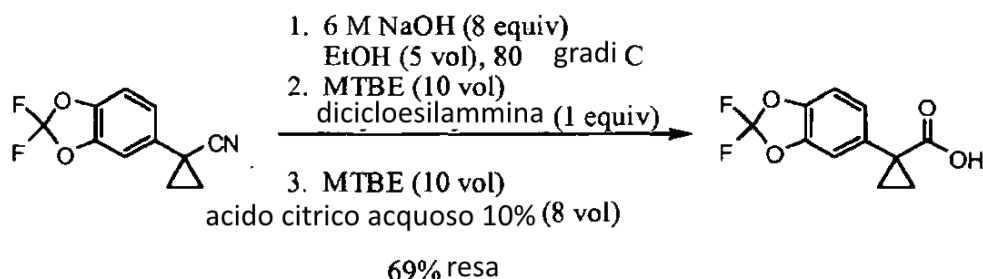 1. 6 M NaOH (8 equiv)
EtOH (5 vol), 80 gradi C
2. MTBE (10 vol)
dicicloesilammina (1 equiv)
3. MTBE (10 vol)
acido citrico acquoso 10% (8 vol)
69% resa
F
F
O
O
CN
F
F
O
O
O
OH